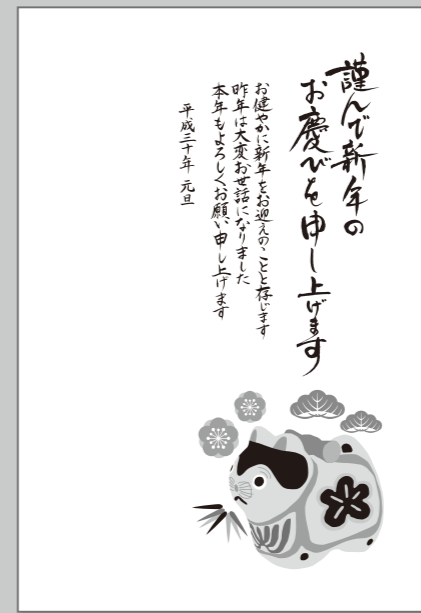 謹んで新年の
お慶びを申し上げます
お健やかに新年をお迎えのことと存じます
昨年は大変お世話になりました
本年もよろしくお願い申し上げます
平成三十年 元旦